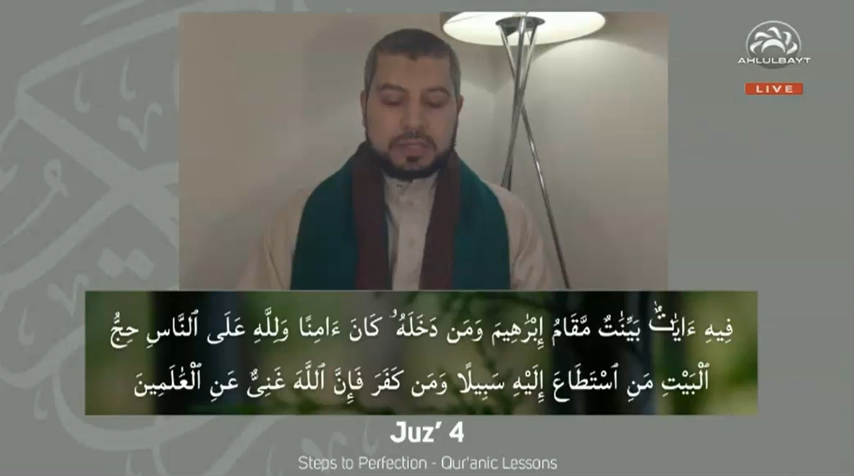 AHLULBAYT
LIVE
فِيهِ ءَايَٰتٌۢ بَيِّنَٰتٌ مَّقَامُ إِبْرَٰهِيمَ وَمَن دَخَلَهُۥ كَانَ ءَامِنًا وَلِلَّهِ عَلَى ٱلنَّاسِ حِجُّ
ٱلْبَيْتِ مَنِ ٱسْتَطَاعَ إِلَيْهِ سَبِيلًا وَمَن كَفَرَ فَإِنَّ ٱللَّهَ غَنِىٌّ عَنِ ٱلْعَٰلَمِينَ
Juz' 4
Steps to Perfection - Qur'anic Lessons